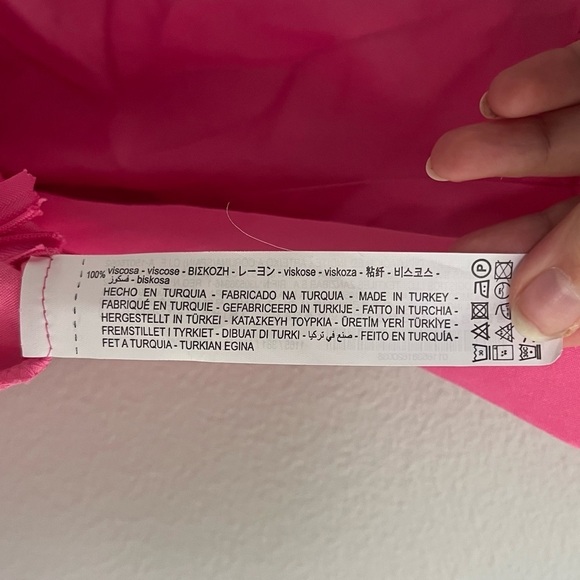 100% viscosa - viscose - ΒΙΣΚΟΖΗ - レーヨン - viskose - viskoza - 粘纤 - 비스코스 -
فسكوز - biskosa
HECHO EN TURQUIA - FABRICADO NA TURQUIA - MADE IN TURKEY -
FABRIQUÉ EN TURQUIE - GEFABRICEERD IN TURKIJE - FATTO IN TURCHIA -
HERGESTELLT IN TÜRKEI - ΚΑΤΑΣΚΕΥΗ ΤΟΥΡΚΙΑ - ÜRETİM YERİ TÜRKİYE -
FREMSTILLET I TYRKIET - DIBUAT DI TURKI - صنع في تركيا - FEITO EN TURQUÍA -
FET A TURQUIA - TURKIAN EGINA
P